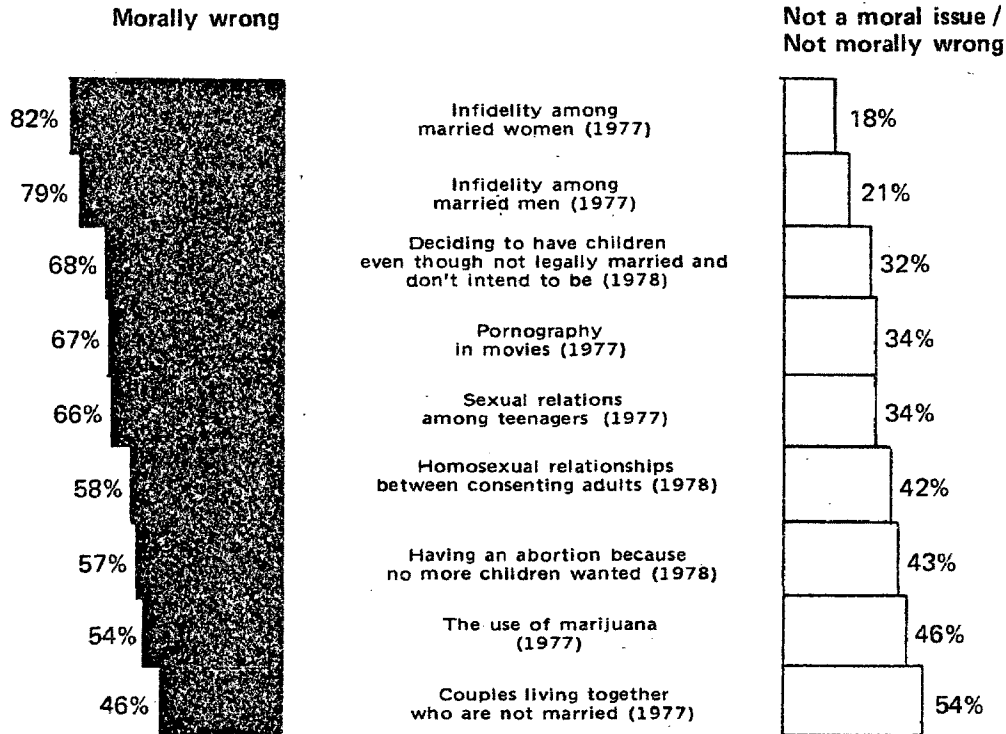 Morally wrong
Not a moral issue /
Not morally wrong
82%
Infidelity among
married women (1977)
18%
79%
Infidelity among
married men (1977)
21%
68%
Deciding to have children
even though not legally married and
don't intend to be (1978)
32%
67%
Pornography
in movies (1977)
34%
66%
Sexual relations
among teenagers (1977)
34%
58%
Homosexual relationships
between consenting adults (1978)
42%
57%
Having an abortion because
no more children wanted (1978)
43%
54%
The use of marijuana
(1977)
46%
46%
Couples living together
who are not married (1977)
54%